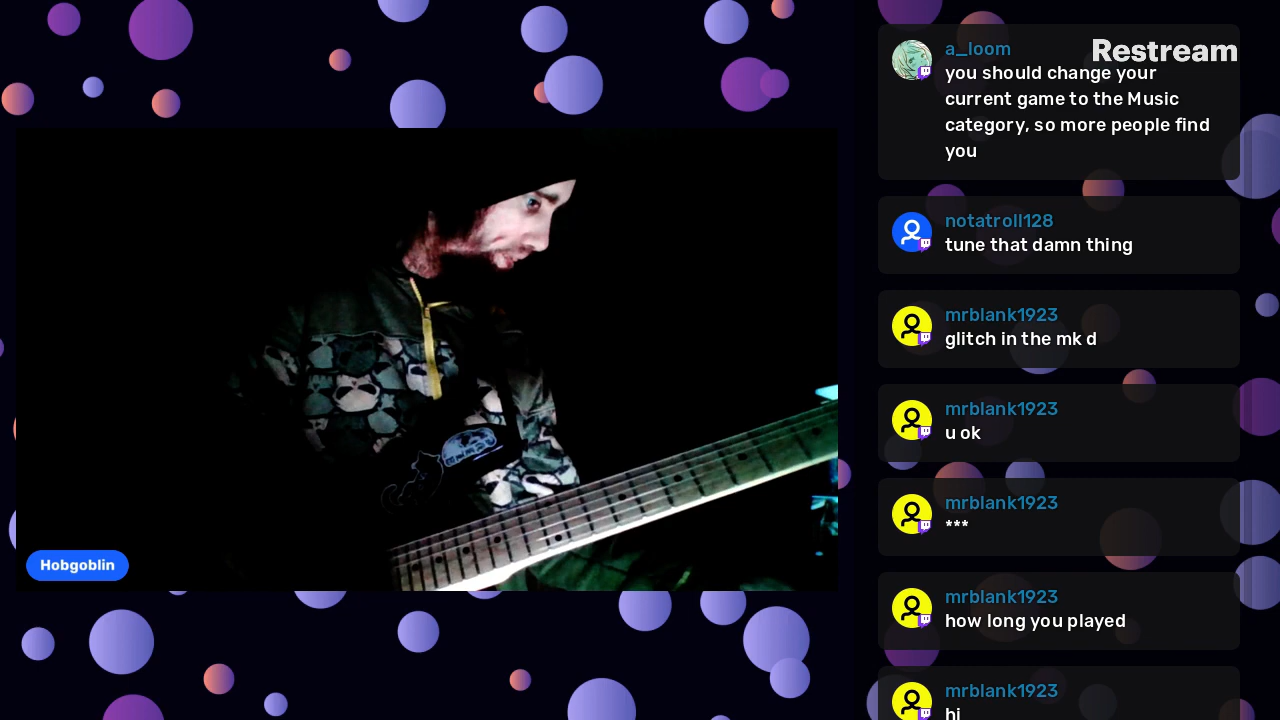 Restream
a_loom
you should change your
current game to the Music
category, so more people find
you
notatroll128
tune that damn thing
mrblank1923
glitch in the mk d
mrblank1923
u ok
mrblank1923
***
mrblank1923
how long you played
mrblank1923
hi
Hobgoblin